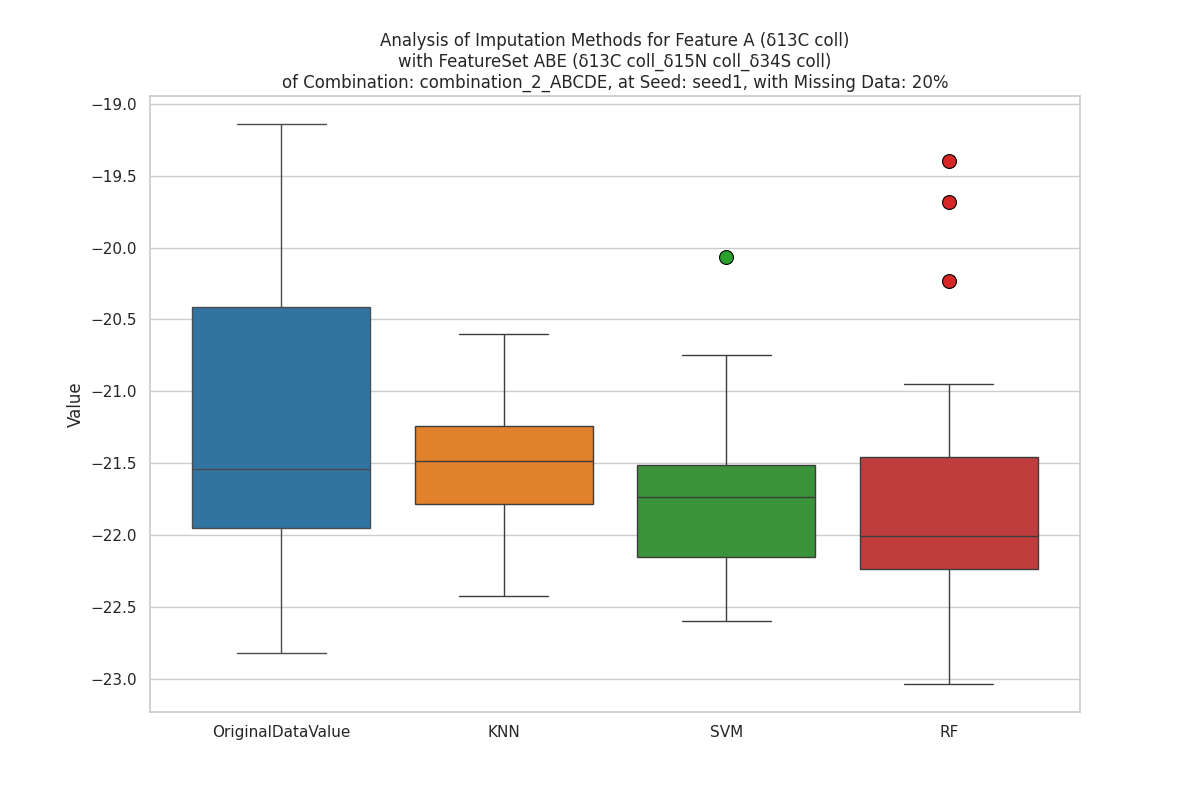 Analysis of Imputation Methods for Feature A (δ13C coll)
with FeatureSet ABE (δ13C coll_δ15N coll_δ34S coll)
of Combination: combination_2_ABCDE, at Seed: seed1, with Missing Data: 20%
−19.0
−19.5
−20.0
−20.5
−21.0
−21.5
−22.0
−22.5
−23.0
Value
OriginalDataValue
KNN
SVM
RF